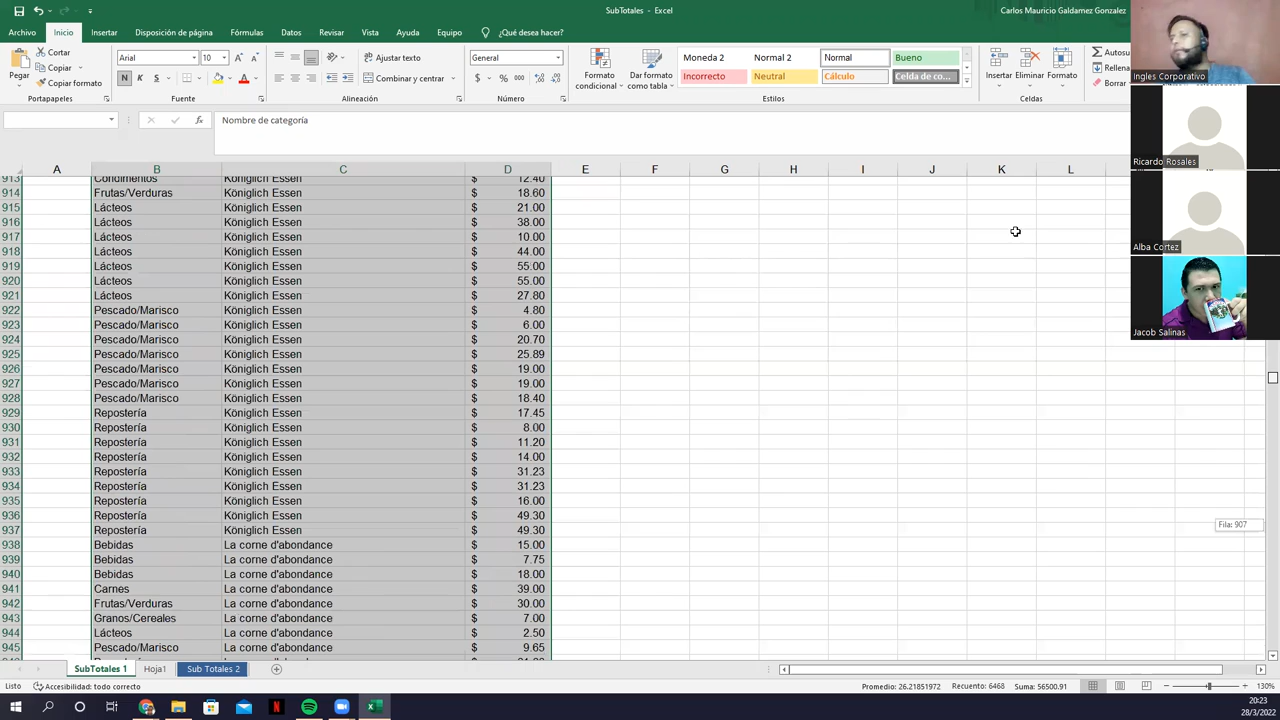 SubTotales - Excel
Carlos Mauricio Galdamez Gonzalez
Archivo Inicio Insertar Disposición de página Fórmulas Datos Revisar Vista Ayuda Equipo ¿Qué desea hacer?
Pegar
Cortar
Copiar
Copiar formato
Portapapeles
Arial 10
N K S
Fuente
Ajustar texto
Combinar y centrar
Alineación
General
$ % 000
Número
Formato condicional
Dar formato como tabla
Moneda 2 Normal 2 Normal Bueno
Incorrecto Neutral Cálculo Celda de co...
Estilos
Insertar Eliminar Formato
Celdas
Autosu
Rellena
Borrar
Nombre de categoría
A B C D E F G H I J K L
913 Condimentos Königlich Essen $ 12.40
914 Frutas/Verduras Königlich Essen $ 18.60
915 Lácteos Königlich Essen $ 21.00
916 Lácteos Königlich Essen $ 38.00
917 Lácteos Königlich Essen $ 10.00
918 Lácteos Königlich Essen $ 44.00
919 Lácteos Königlich Essen $ 55.00
920 Lácteos Königlich Essen $ 55.00
921 Lácteos Königlich Essen $ 27.80
922 Pescado/Marisco Königlich Essen $ 4.80
923 Pescado/Marisco Königlich Essen $ 6.00
924 Pescado/Marisco Königlich Essen $ 20.70
925 Pescado/Marisco Königlich Essen $ 25.89
926 Pescado/Marisco Königlich Essen $ 19.00
927 Pescado/Marisco Königlich Essen $ 19.00
928 Pescado/Marisco Königlich Essen $ 18.40
929 Repostería Königlich Essen $ 17.45
930 Repostería Königlich Essen $ 8.00
931 Repostería Königlich Essen $ 11.20
932 Repostería Königlich Essen $ 14.00
933 Repostería Königlich Essen $ 31.23
934 Repostería Königlich Essen $ 31.23
935 Repostería Königlich Essen $ 16.00
936 Repostería Königlich Essen $ 49.30
937 Repostería Königlich Essen $ 49.30
938 Bebidas La corne d'abondance $ 15.00
939 Bebidas La corne d'abondance $ 7.75
940 Bebidas La corne d'abondance $ 18.00
941 Carnes La corne d'abondance $ 39.00
942 Frutas/Verduras La corne d'abondance $ 30.00
943 Granos/Cereales La corne d'abondance $ 7.00
944 Lácteos La corne d'abondance $ 2.50
945 Pescado/Marisco La corne d'abondance $ 9.65
Fila: 907
Ingles Corporativo
Ricardo Rosales
Alba Cortez
Jacob Salinas
SubTotales 1 Hoja1 Sub Totales 2
Listo Accesibilidad: todo correcto Promedio: 26.21851972 Recuento: 6468 Suma: 56500.91 130%
20:23
28/3/2022